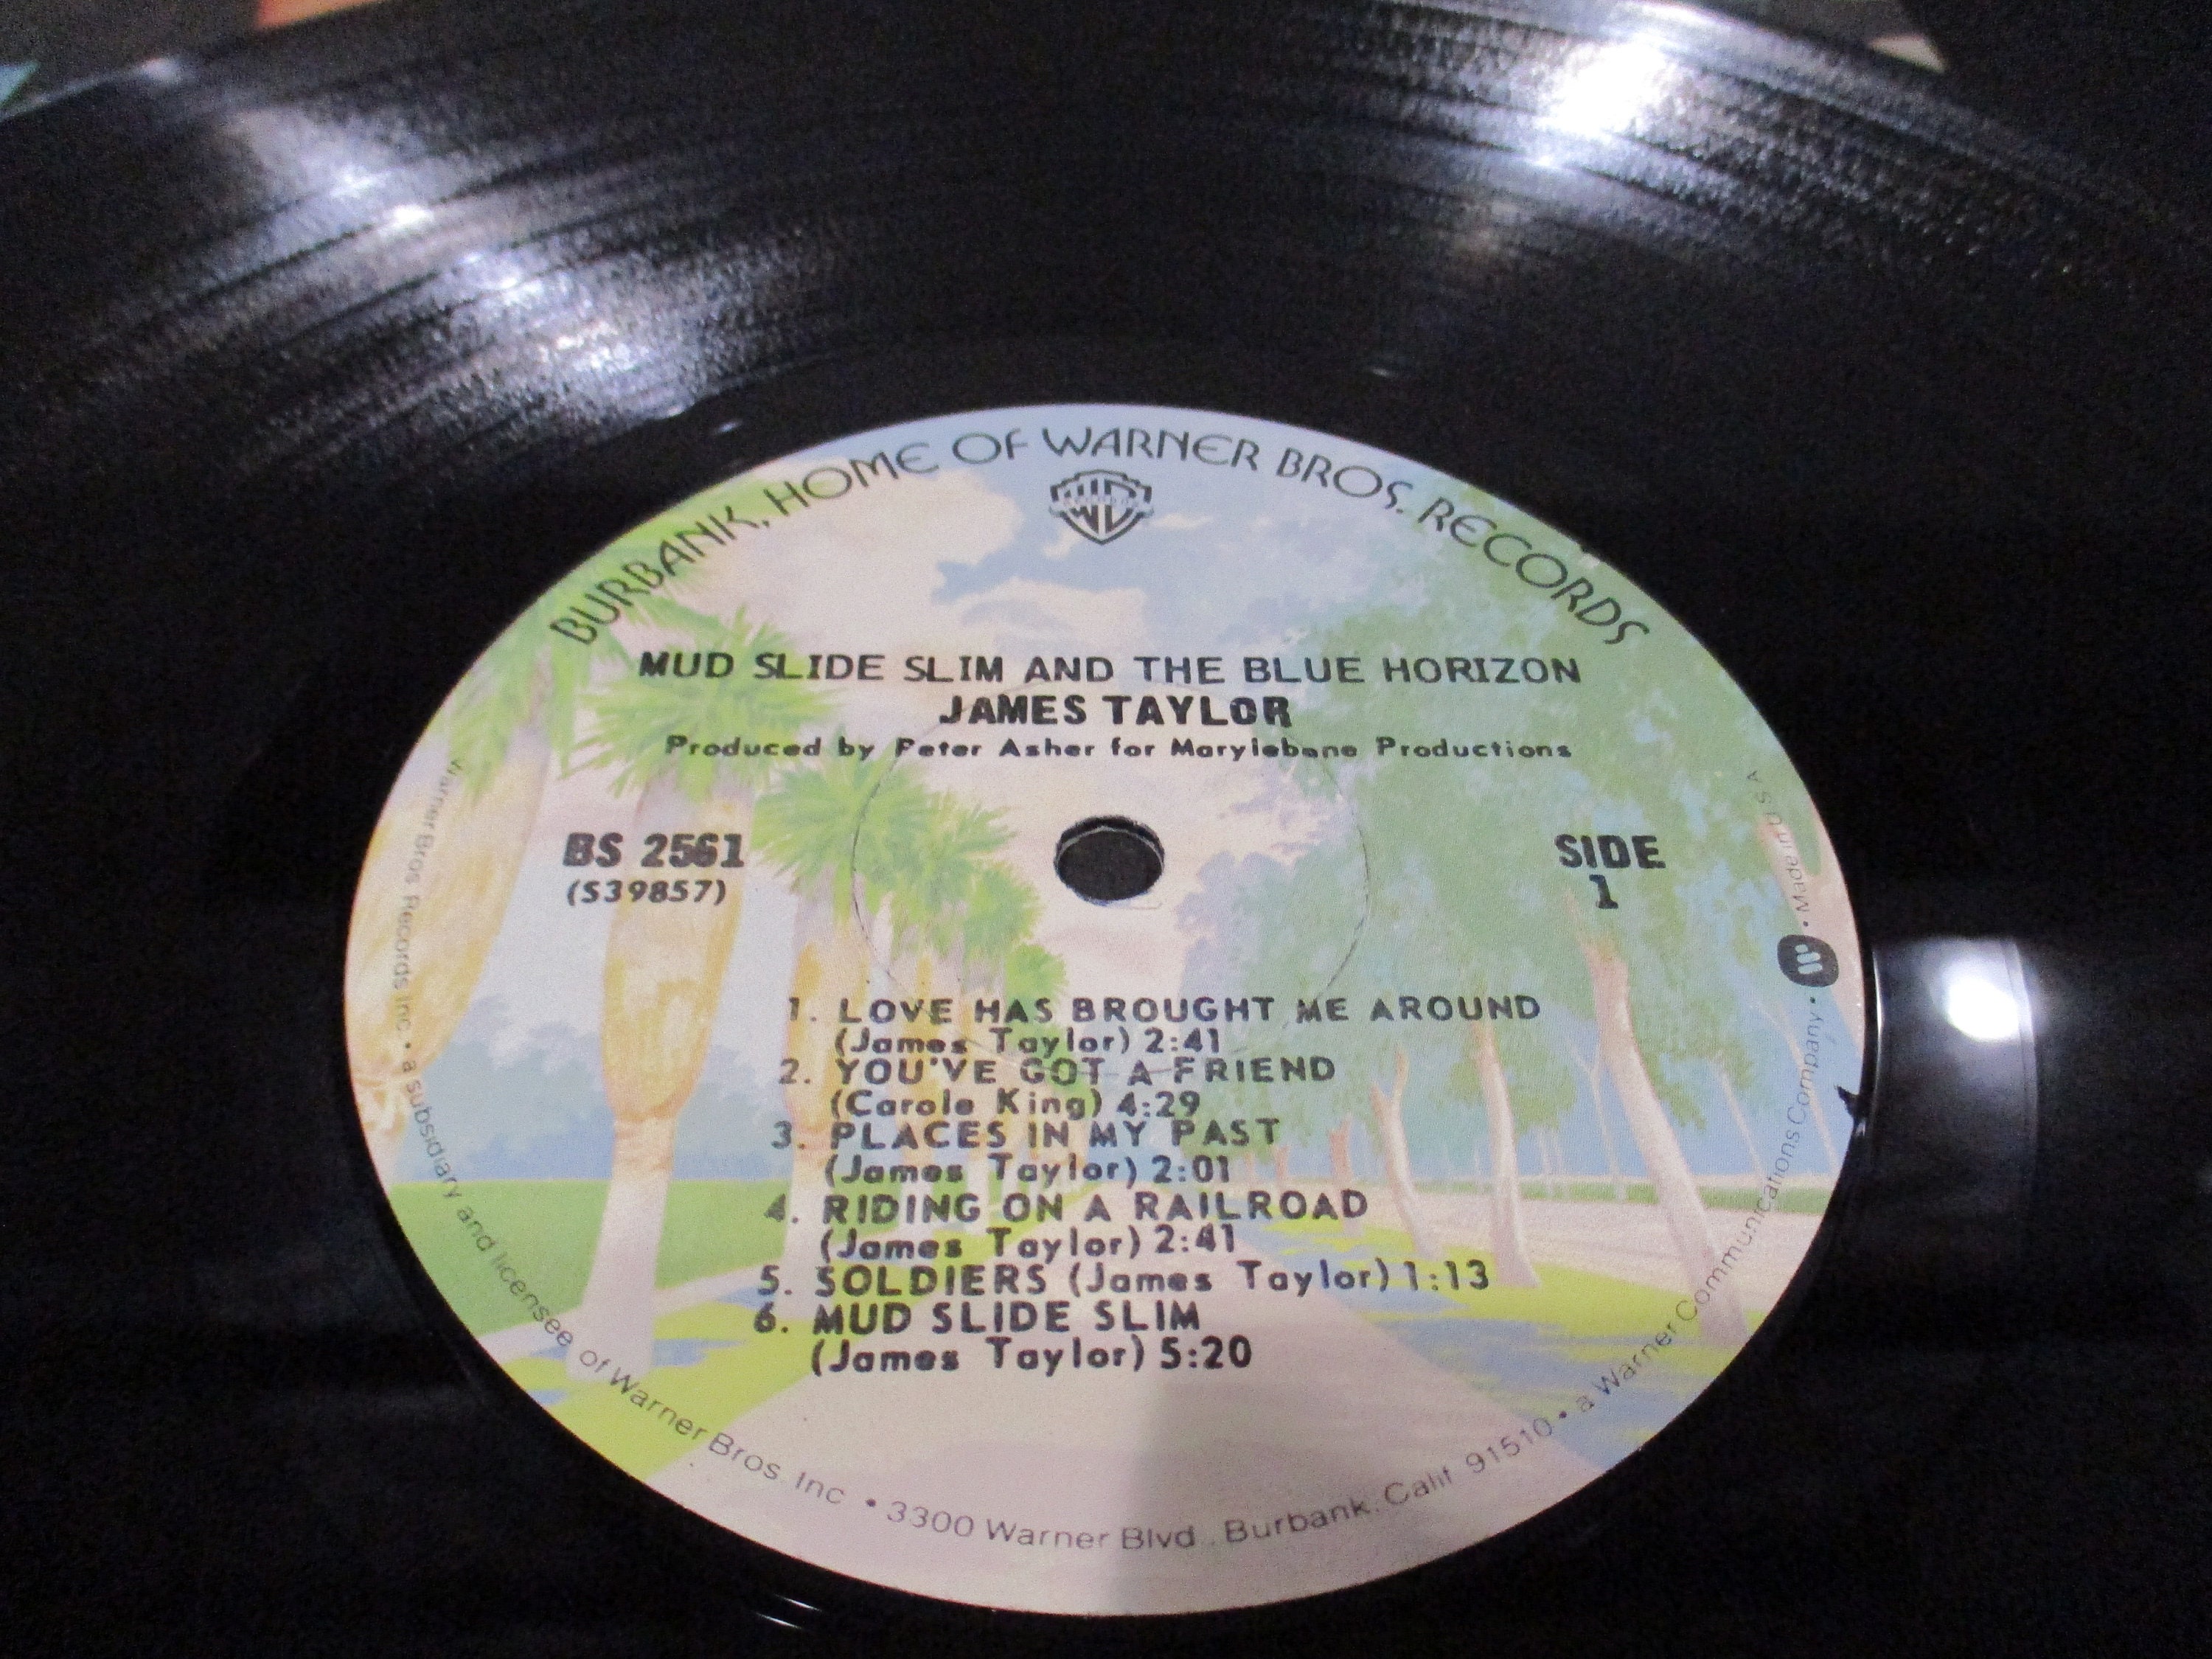 BURBANK, HOME OF WARNER BROS. RECORDS
WB
RECORDS
MUD SLIDE SLIM AND THE BLUE HORIZON
JAMES TAYLOR
Produced by Peter Asher for Marylebone Productions
BS 2561
(S39857)
SIDE
1
1. LOVE HAS BROUGHT ME AROUND
(James Taylor) 2:41
2. YOU'VE GOT A FRIEND
(Carole King) 4:29
3. PLACES IN MY PAST
(James Taylor) 2:01
4. RIDING ON A RAILROAD
(James Taylor) 2:41
5. SOLDIERS (James Taylor) 1:13
6. MUD SLIDE SLIM
(James Taylor) 5:20
Warner Bros. Records Inc. • a subsidiary and licensee of Warner Bros. Inc. • 3300 Warner Blvd., Burbank, Calif. 91510 • a Warner Communications Company • W • Made in U.S.A.